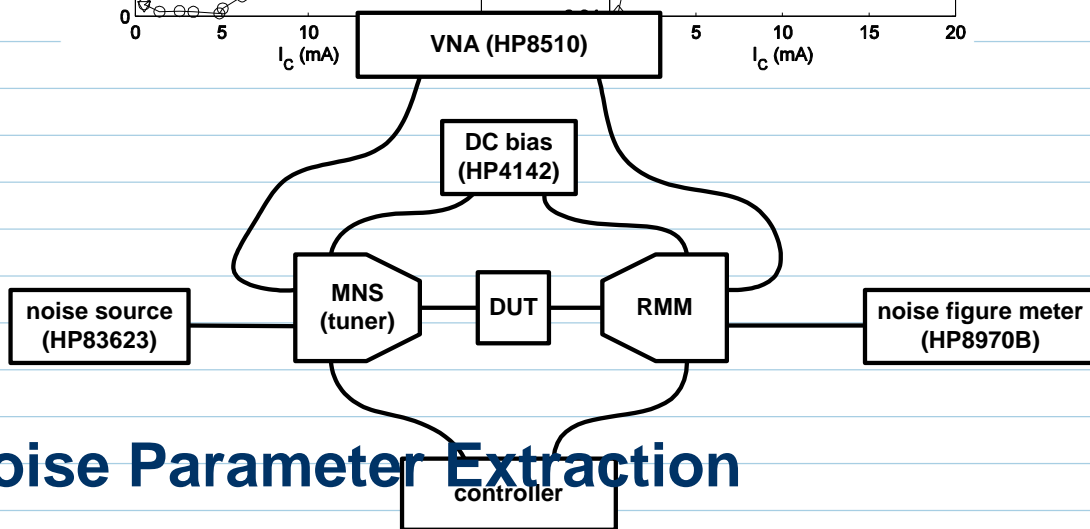 0
0 5 10
I_C (mA)
5 10 15 20
I_C (mA)
VNA (HP8510)
DC bias
(HP4142)
noise source
(HP83623)
MNS
(tuner)
DUT
RMM
noise figure meter
(HP8970B)
oise Parameter Extraction
controller